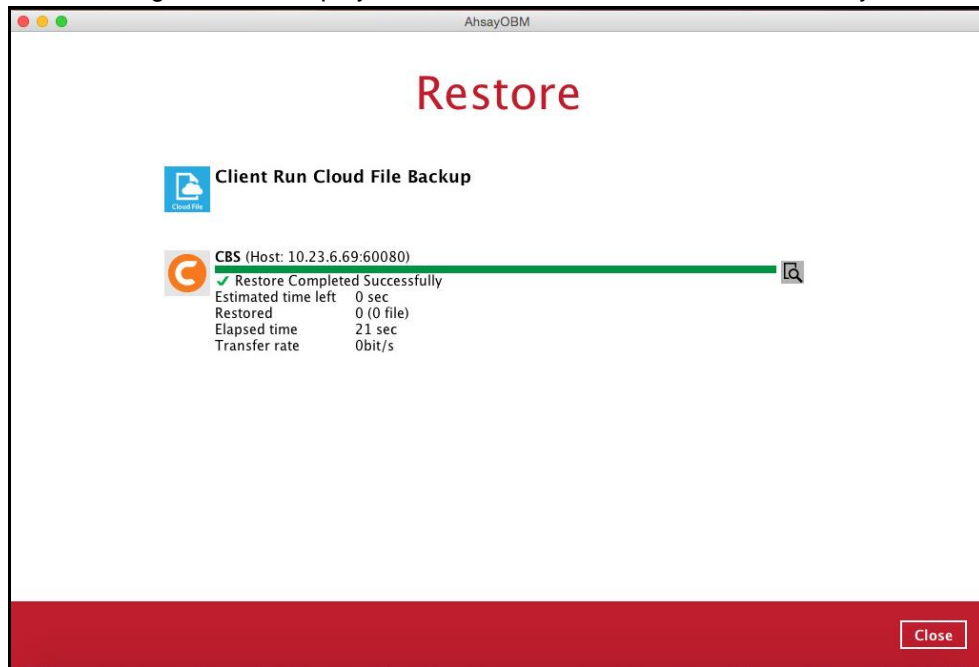 AhsayOBM
Restore
Client Run Cloud File Backup
Cloud File
CBS (Host: 10.23.6.69:60080)
Restore Completed Successfully
Estimated time left 0 sec
Restored 0 (0 file)
Elapsed time 21 sec
Transfer rate 0bit/s
Close